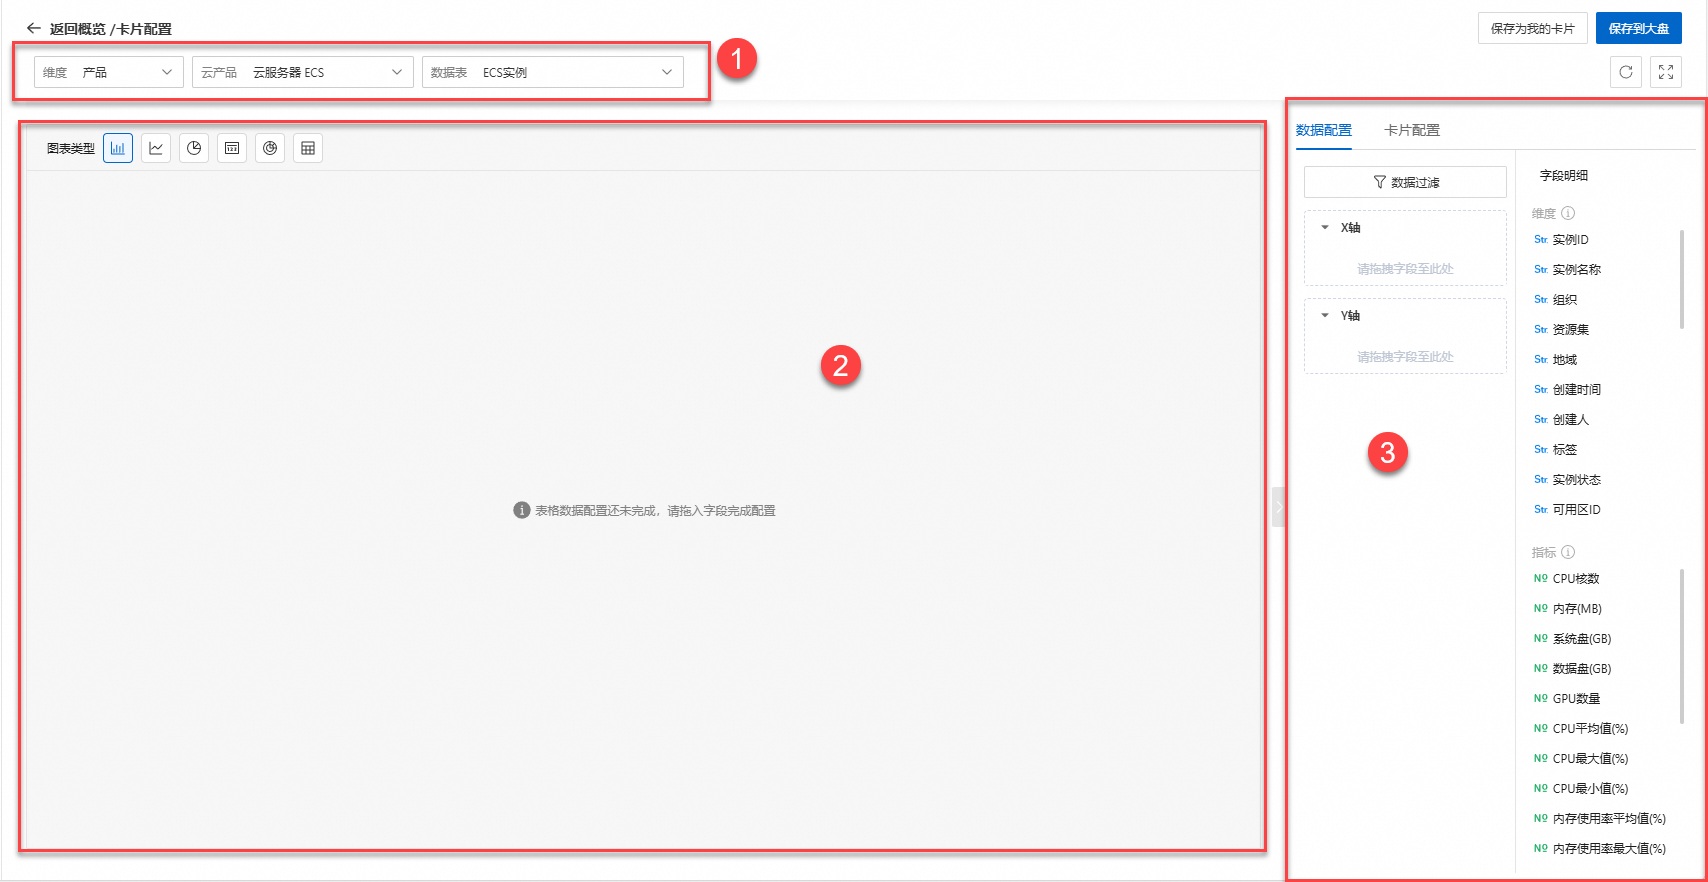 返回概览 /卡片配置
保存为我的卡片
保存到大盘
维度 产品
云产品 云服务器 ECS
数据表 ECS实例
1
图表类型
2
表格数据配置还未完成，请拖入字段完成配置
数据配置
卡片配置
数据过滤
X轴
请拖拽字段至此处
Y轴
请拖拽字段至此处
3
字段明细
维度
Str. 实例ID
Str. 实例名称
Str. 组织
Str. 资源集
Str. 地域
Str. 创建时间
Str. 创建人
Str. 标签
Str. 实例状态
Str. 可用区ID
指标
Nº CPU核数
Nº 内存(MB)
Nº 系统盘(GB)
Nº 数据盘(GB)
Nº GPU数量
Nº CPU平均值(%)
Nº CPU最大值(%)
Nº CPU最小值(%)
Nº 内存使用率平均值(%)
Nº 内存使用率最大值(%)